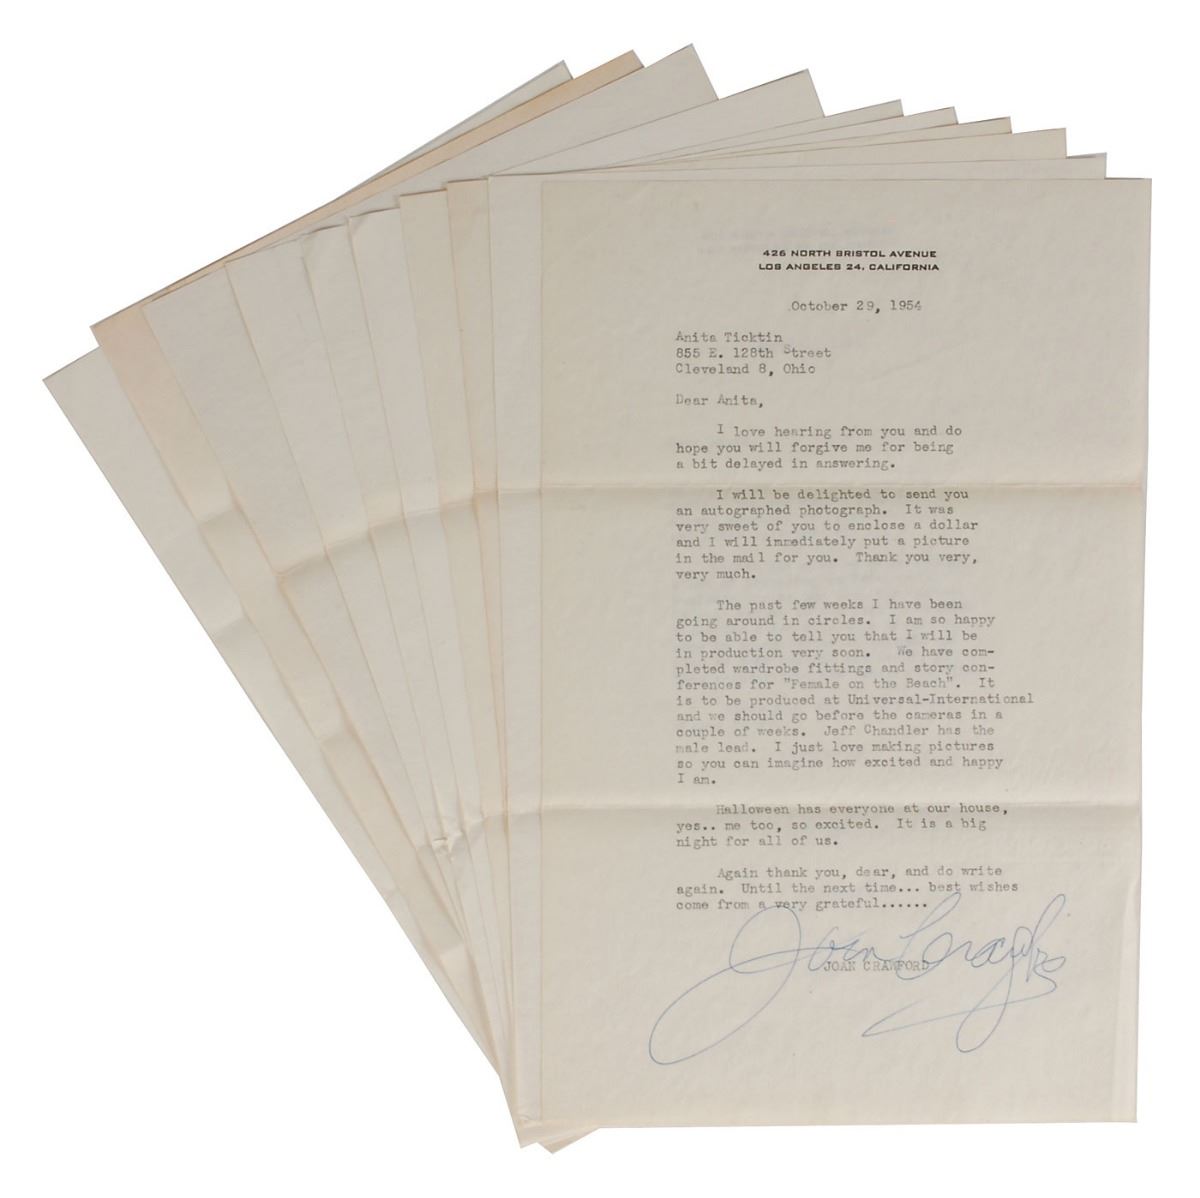 426 NORTH BRISTOL AVENUE
LOS ANGELES 24, CALIFORNIA
October 29, 1954
Anita Ticktin
855 E. 128th Street
Cleveland 8, Ohio
Dear Anita,
I love hearing from you and do
hope you will forgive me for being
a bit delayed in answering.
I will be delighted to send you
an autographed photograph. It was
very sweet of you to enclose a dollar
and I will immediately put a picture
in the mail for you. Thank you very,
very much.
The past few weeks I have been
going around in circles. I am so happy
to be able to tell you that I will be
in production very soon. We have com-
pleted wardrobe fittings and story con-
ferences for "Female on the Beach". It
is to be produced at Universal-International
and we should go before the cameras in a
couple of weeks. Jeff Chandler has the
male lead. I just love making pictures
so you can imagine how excited and happy
I am.
Halloween has everyone at our house,
yes.. me too, so excited. It is a big
night for all of us.
Again thank you, dear, and do write
again. Until the next time... best wishes
come from a very grateful......
Joan Crawford
JOAN CRAWFORD